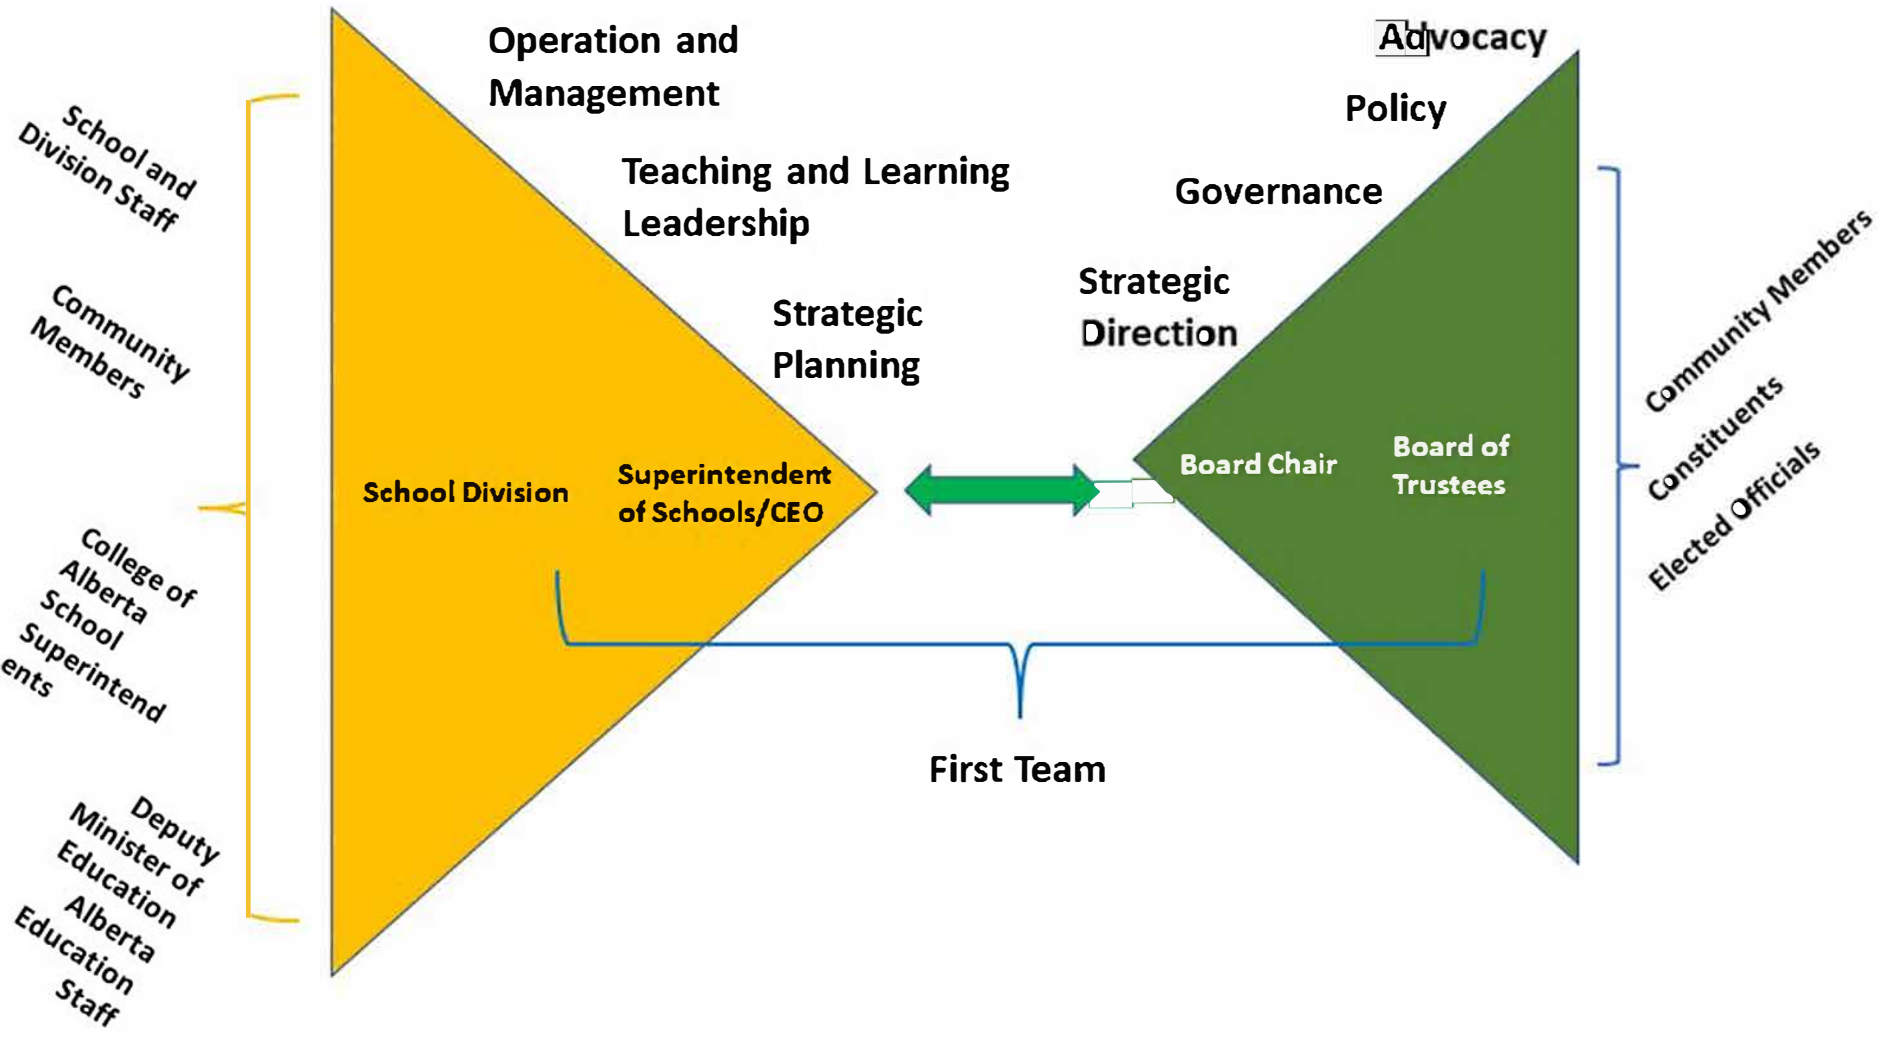 Operation and
Management
Teaching and Learning
Leadership
Strategic
Planning
Advocacy
Policy
Governance
Strategic
Direction
School and
Division Staff
Community
Members
College of
Alberta
School
Superintend
ents
Deputy
Minister of
Education
Alberta
Education
Staff
School Division
Superintendent
of Schools/CEO
Board Chair
Board of
Trustees
Community Members
Constituents
Elected Officials
First Team